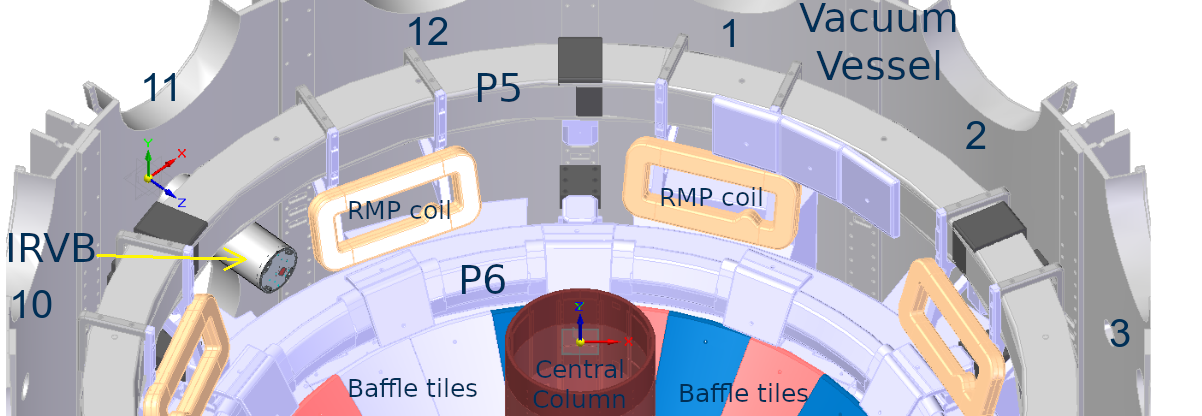 Vacuum
Vessel
12
1
11
P5
2
Y
X
Z
RMP coil
RMP coil
IRVB
P6
10
3
Z
X
Central
Column
Baffle tiles
Baffle tiles